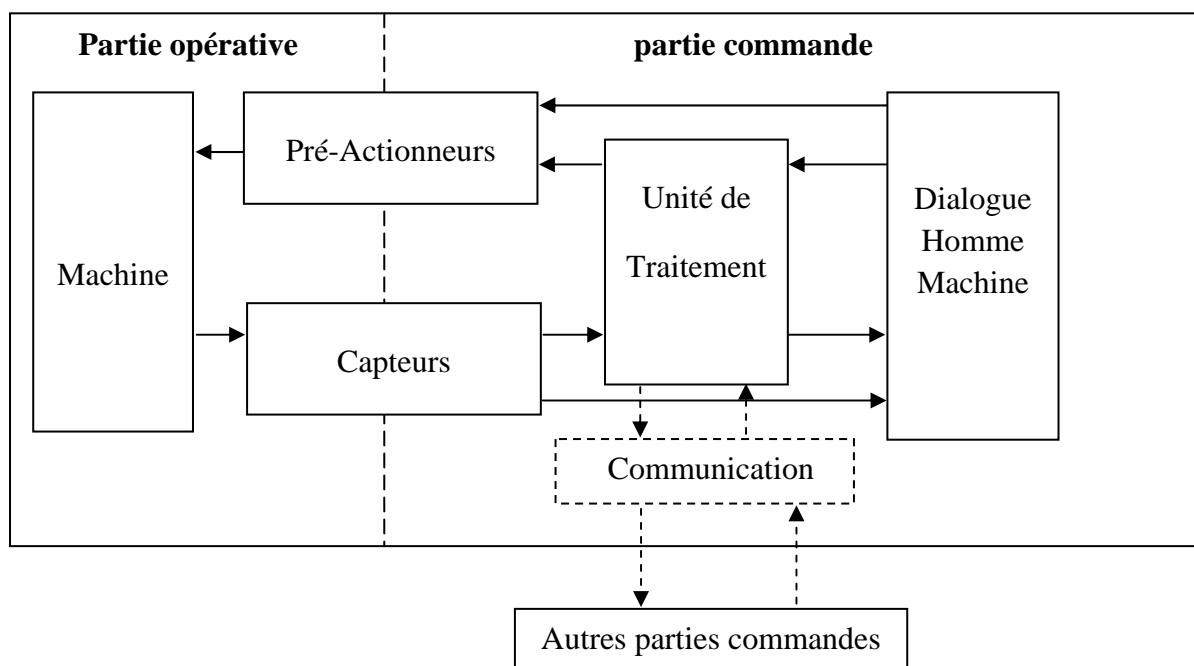 Partie opérative
partie commande
Pré-Actionneurs
Unité de
Traitement
Dialogue
Homme
Machine
Machine
Capteurs
Communication
Autres parties commandes